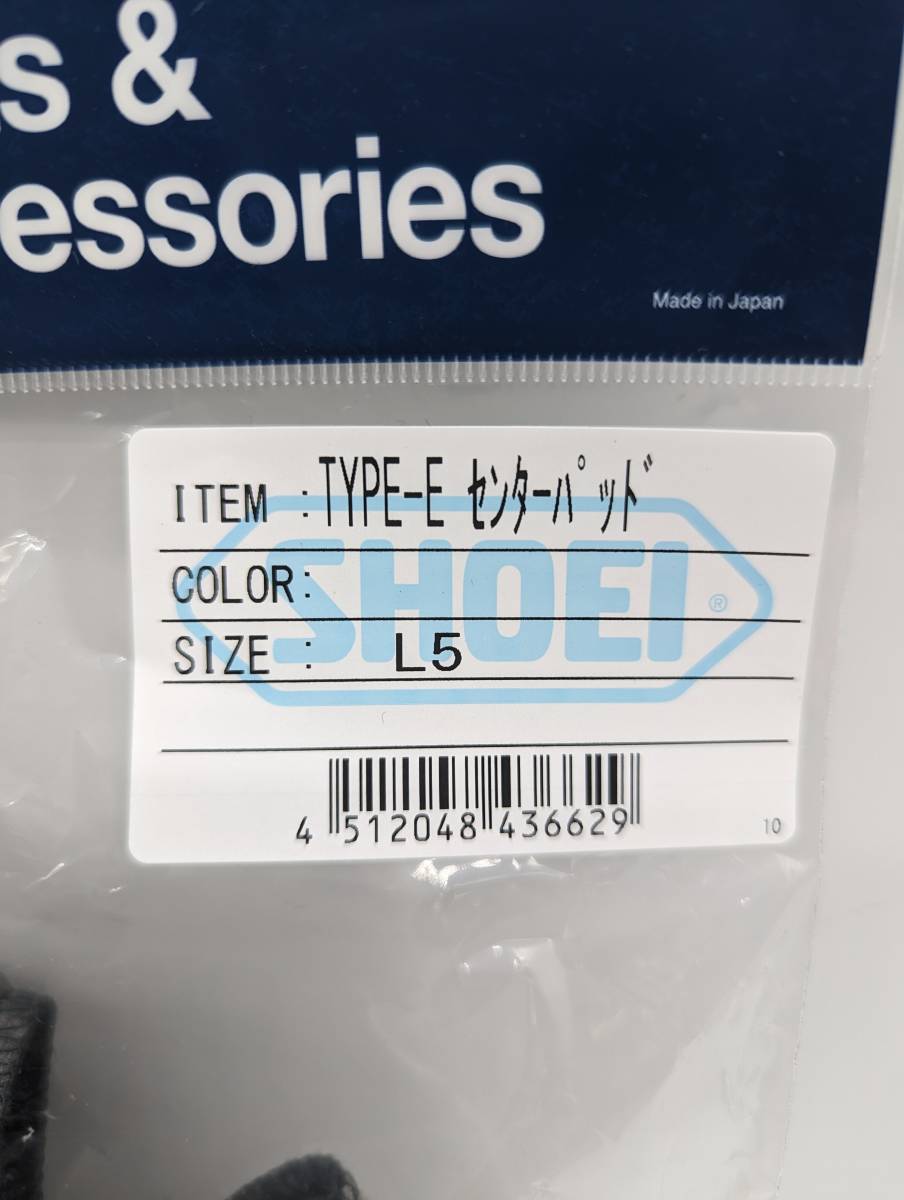 s &
essories
Made in Japan
ITEM :TYPE-E ｾﾝﾀｰﾊﾟｯﾄﾞ
COLOR:
SHOEI ®
SIZE : L5
4 512048 436629
10